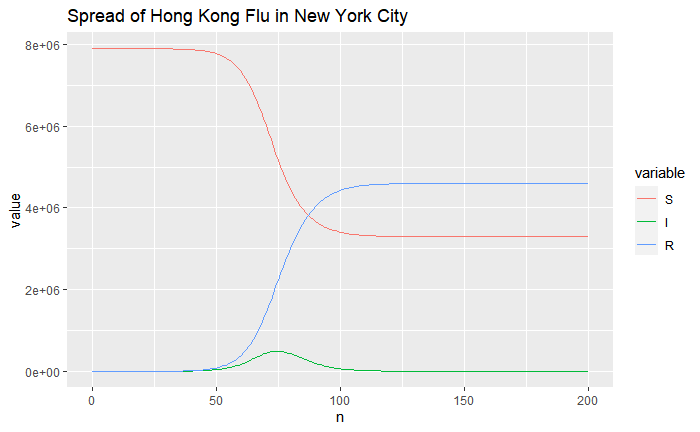 Spread of Hong Kong Flu in New York City
8e+06
6e+06
4e+06
2e+06
0e+00
value
0 50 100 150 200
n
variable
S
I
R